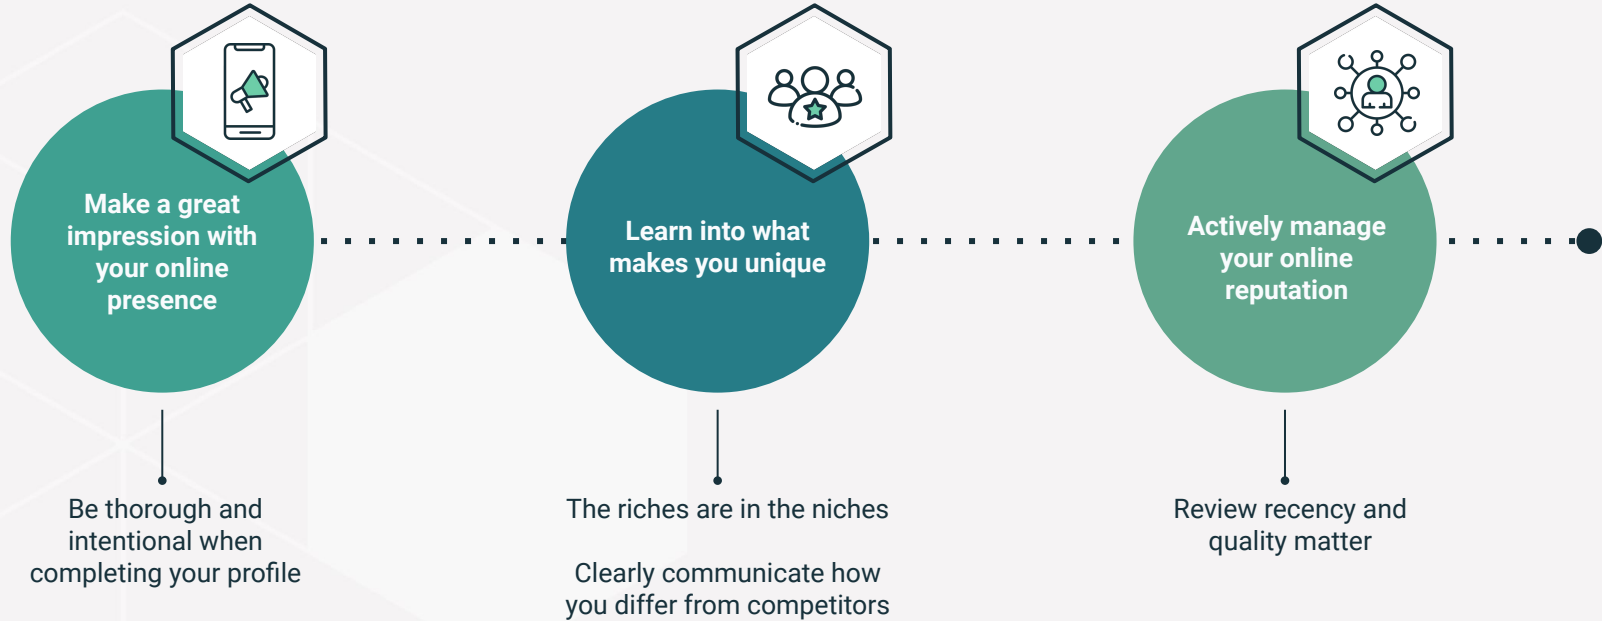 Make a great
impression with
your online
presence
Learn into what
makes you unique
Actively manage
your online
reputation
Be thorough and
intentional when
completing your profile
The riches are in the niches
Clearly communicate how
you differ from competitors
Review recency and
quality matter